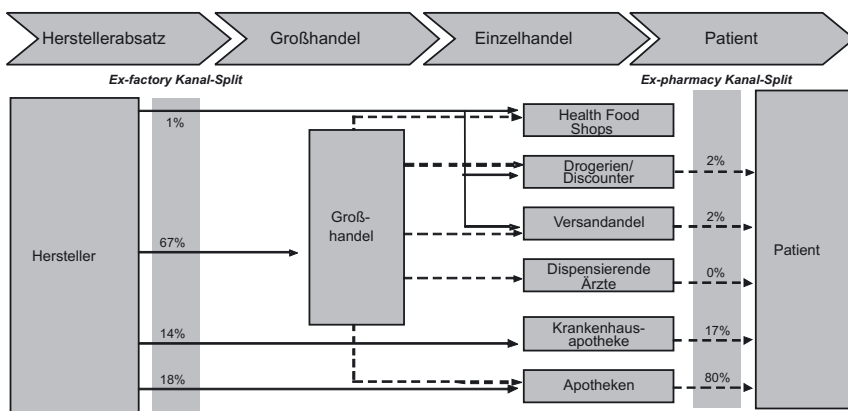 Herstellerabsatz
Großhandel
Einzelhandel
Patient
Ex-factory Kanal-Split
Ex-pharmacy Kanal-Split
1%
Health Food
Shops
Drogerien/
Discounter
2%
Groß-
handel
Versandandel
2%
Hersteller
67%
Patient
Dispensierende
Ärzte
0%
14%
Krankenhaus-
apotheke
17%
18%
Apotheken
80%